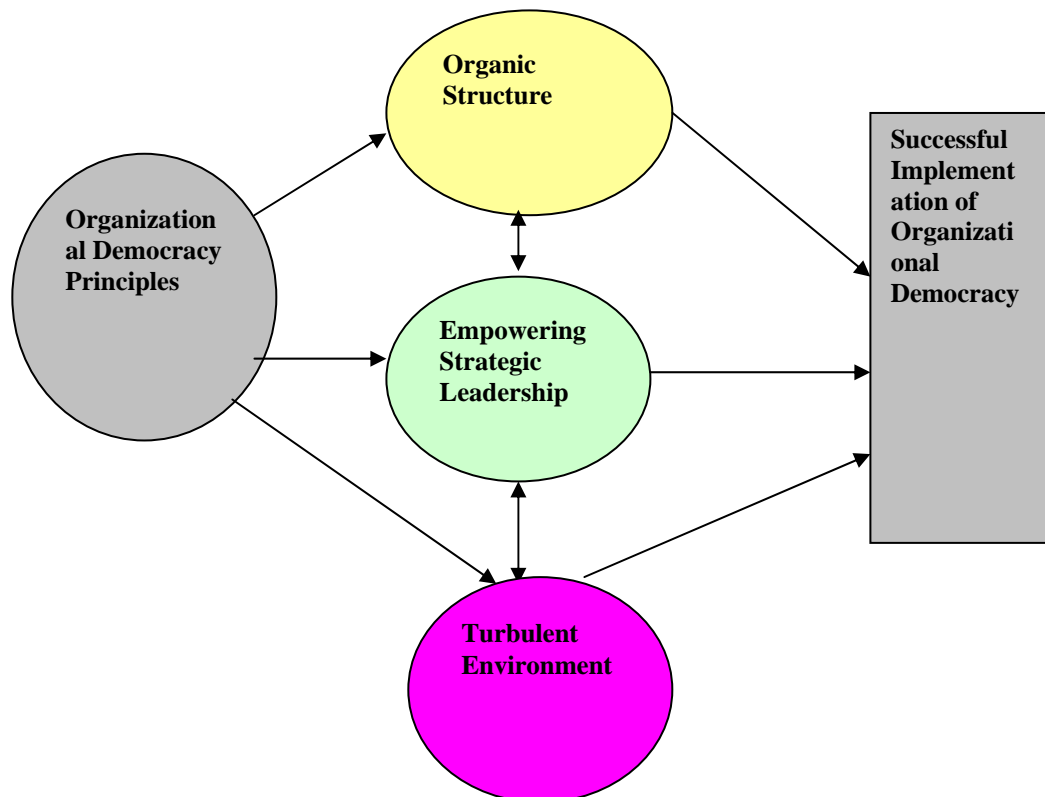 Organic
Structure
Organization
al Democracy
Principles
Empowering
Strategic
Leadership
Turbulent
Environment
Successful
Implement
ation of
Organizati
onal
Democracy